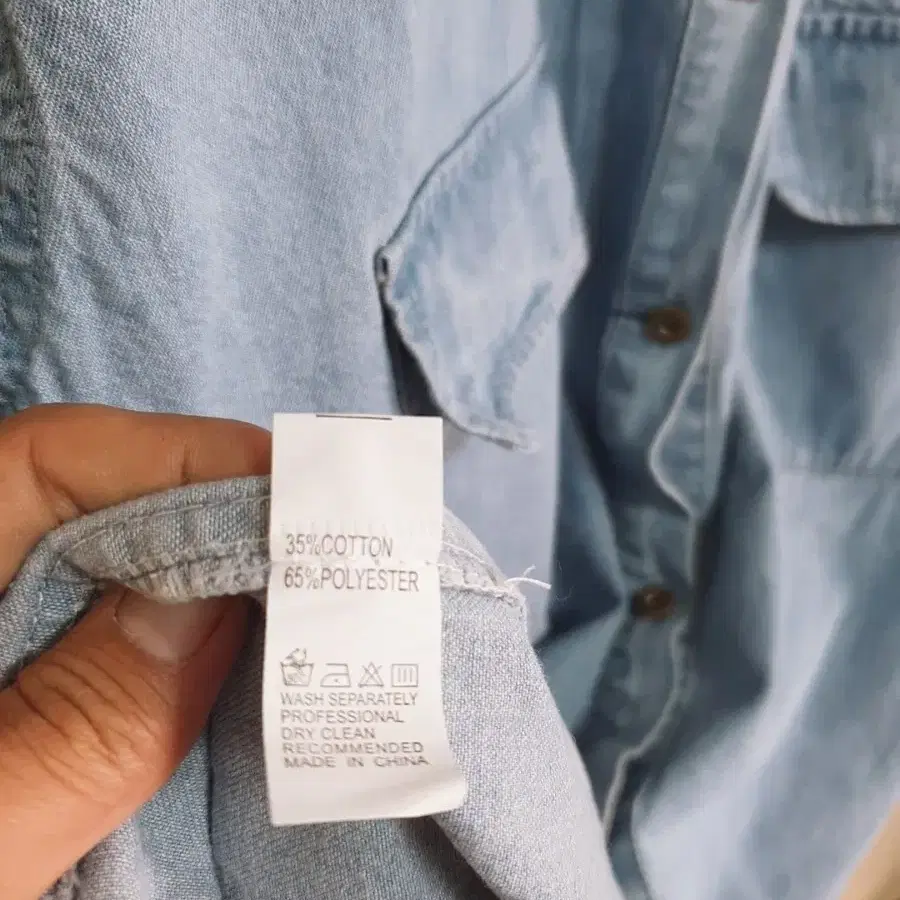 35%COTTON
65%POLYESTER
WASH SEPARATELY
PROFESSIONAL
DRY CLEAN
RECOMMENDED
MADE IN CHINA